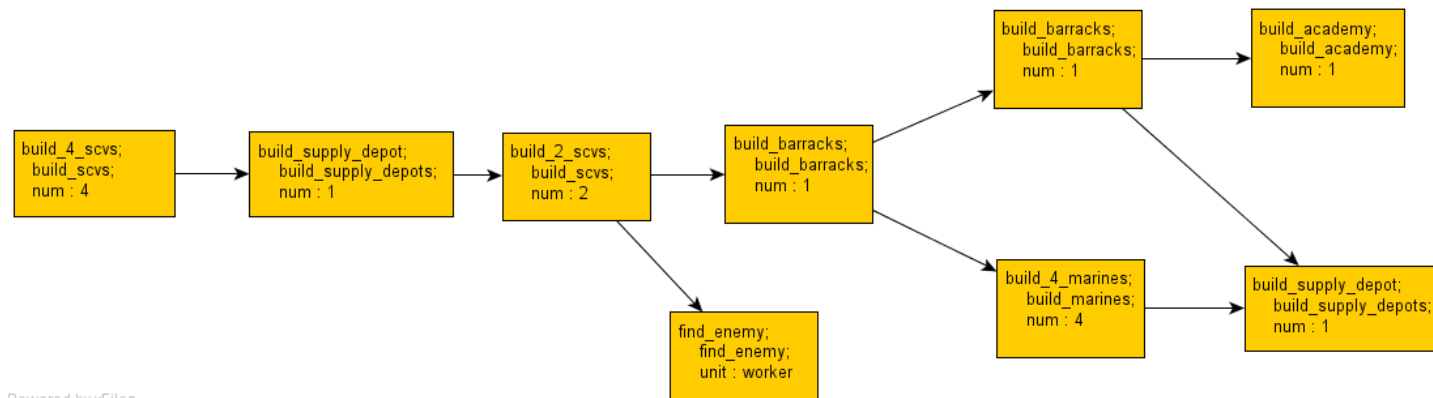 build_4_scvs;
build_scvs;
num : 4
build_supply_depot;
build_supply_depots;
num : 1
build_2_scvs;
build_scvs;
num : 2
find_enemy;
find_enemy;
unit : worker
build_barracks;
build_barracks;
num : 1
build_barracks;
build_barracks;
num : 1
build_academy;
build_academy;
num : 1
build_4_marines;
build_marines;
num : 4
build_supply_depot;
build_supply_depots;
num : 1